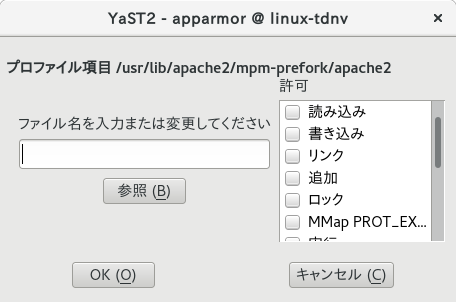 YaST2 - apparmor @ linux-tdnv
プロファイル項目 /usr/lib/apache2/mpm-prefork/apache2
許可
ファイル名を入力または変更してください
参照 (B)
読み込み
書き込み
リンク
追加
ロック
MMap PROT_EX...
実行
OK (O)
キャンセル (C)